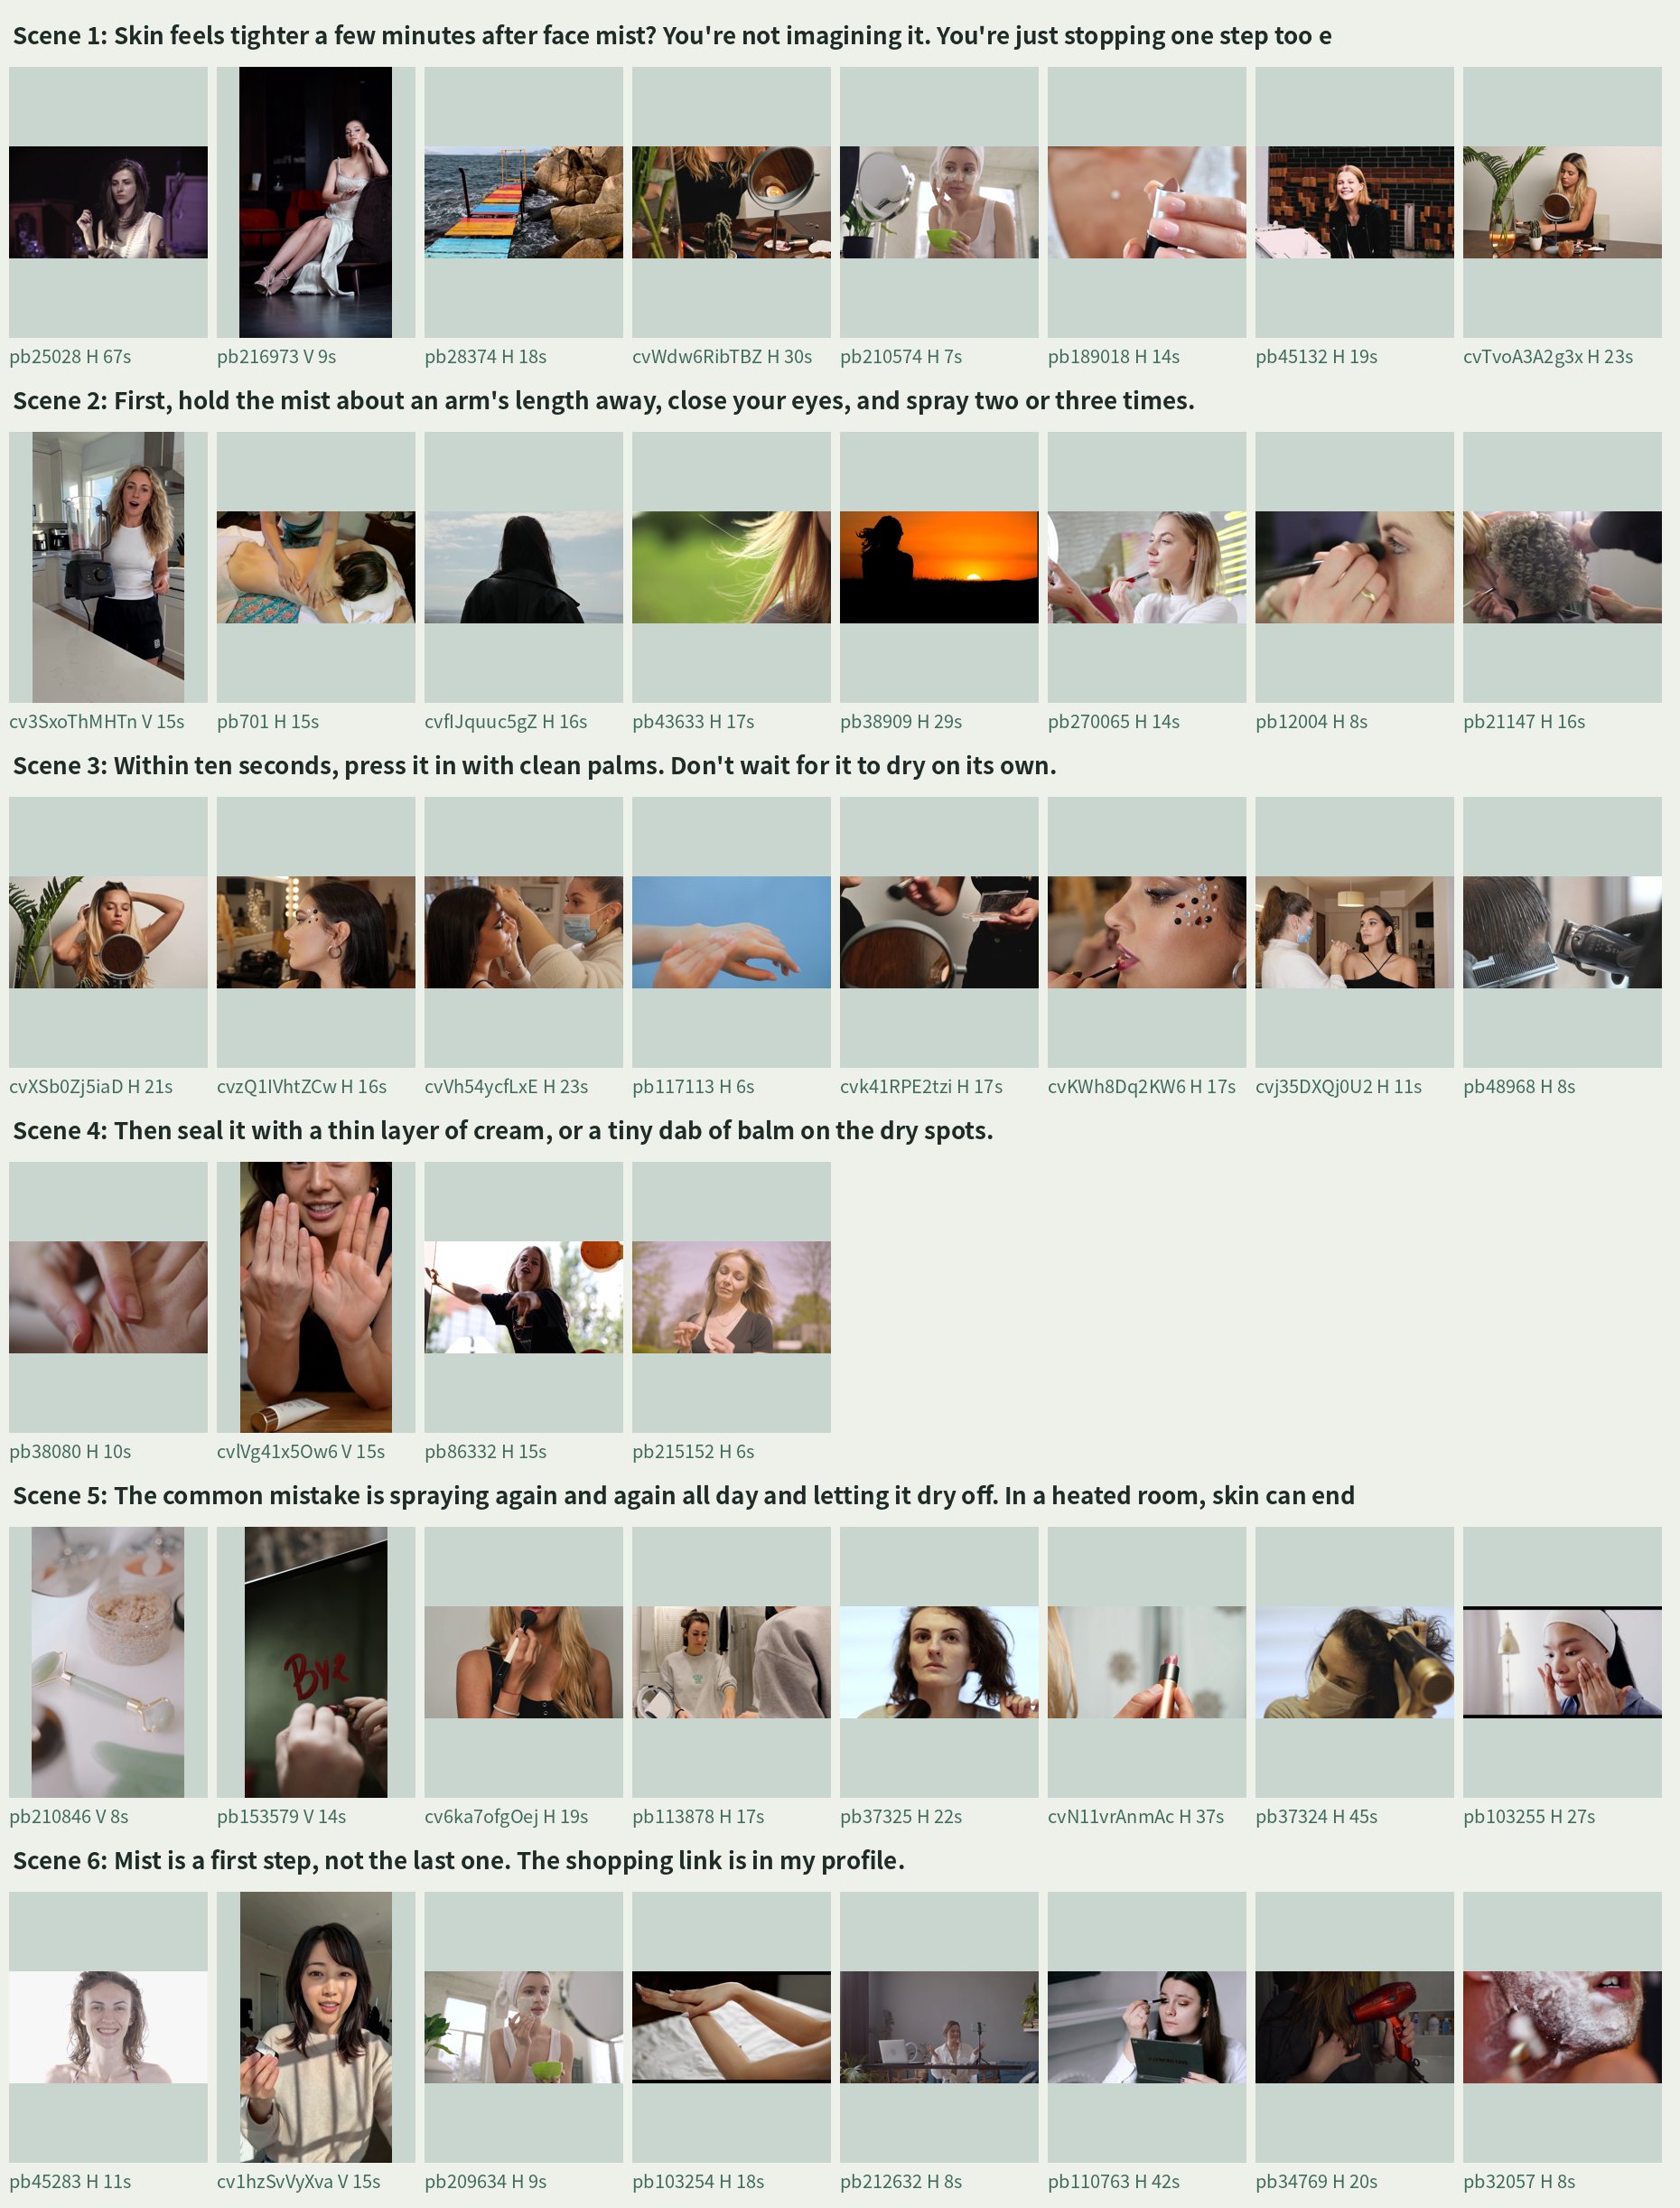 Scene 1: Skin feels tighter a few minutes after face mist? You're not imagining it. You're just stopping one step too e
pb25028 H 67s
pb216973 V 9s
pb28374 H 18s
cvWdw6RibTBZ H 30s
pb210574 H 7s
pb189018 H 14s
pb45132 H 19s
cvTvoA3A2g3x H 23s
Scene 2: First, hold the mist about an arm's length away, close your eyes, and spray two or three times.
cv3SxoThMHTn V 15s
pb701 H 15s
cvflJquuc5gZ H 16s
pb43633 H 17s
pb38909 H 29s
pb270065 H 14s
pb12004 H 8s
pb21147 H 16s
Scene 3: Within ten seconds, press it in with clean palms. Don't wait for it to dry on its own.
cvXSb0Zj5iaD H 21s
cvzQ1IVhtZCw H 16s
cvVh54ycfLxE H 23s
pb117113 H 6s
cvk41RPE2tzi H 17s
cvKWh8Dq2KW6 H 17s
cvj35DXQj0U2 H 11s
pb48968 H 8s
Scene 4: Then seal it with a thin layer of cream, or a tiny dab of balm on the dry spots.
pb38080 H 10s
cvlVg41x5Ow6 V 15s
pb86332 H 15s
pb215152 H 6s
Scene 5: The common mistake is spraying again and again all day and letting it dry off. In a heated room, skin can end
Bye
pb210846 V 8s
pb153579 V 14s
cv6ka7ofgOej H 19s
pb113878 H 17s
pb37325 H 22s
cvN11vrAnmAc H 37s
pb37324 H 45s
pb103255 H 27s
Scene 6: Mist is a first step, not the last one. The shopping link is in my profile.
pb45283 H 11s
cv1hzSvVyXva V 15s
pb209634 H 9s
pb103254 H 18s
pb212632 H 8s
pb110763 H 42s
pb34769 H 20s
pb32057 H 8s